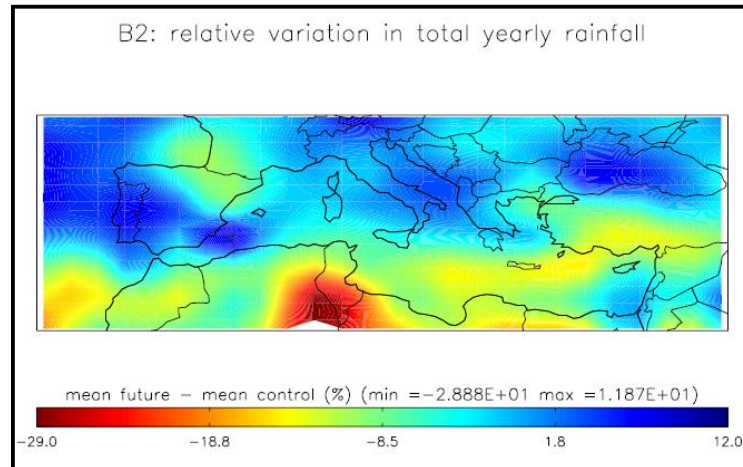 B2: relative variation in total yearly rainfall
mean future − mean control (%) (min =−2.888E+01 max =1.187E+01)
−29.0 −18.8 −8.5 1.8 12.0